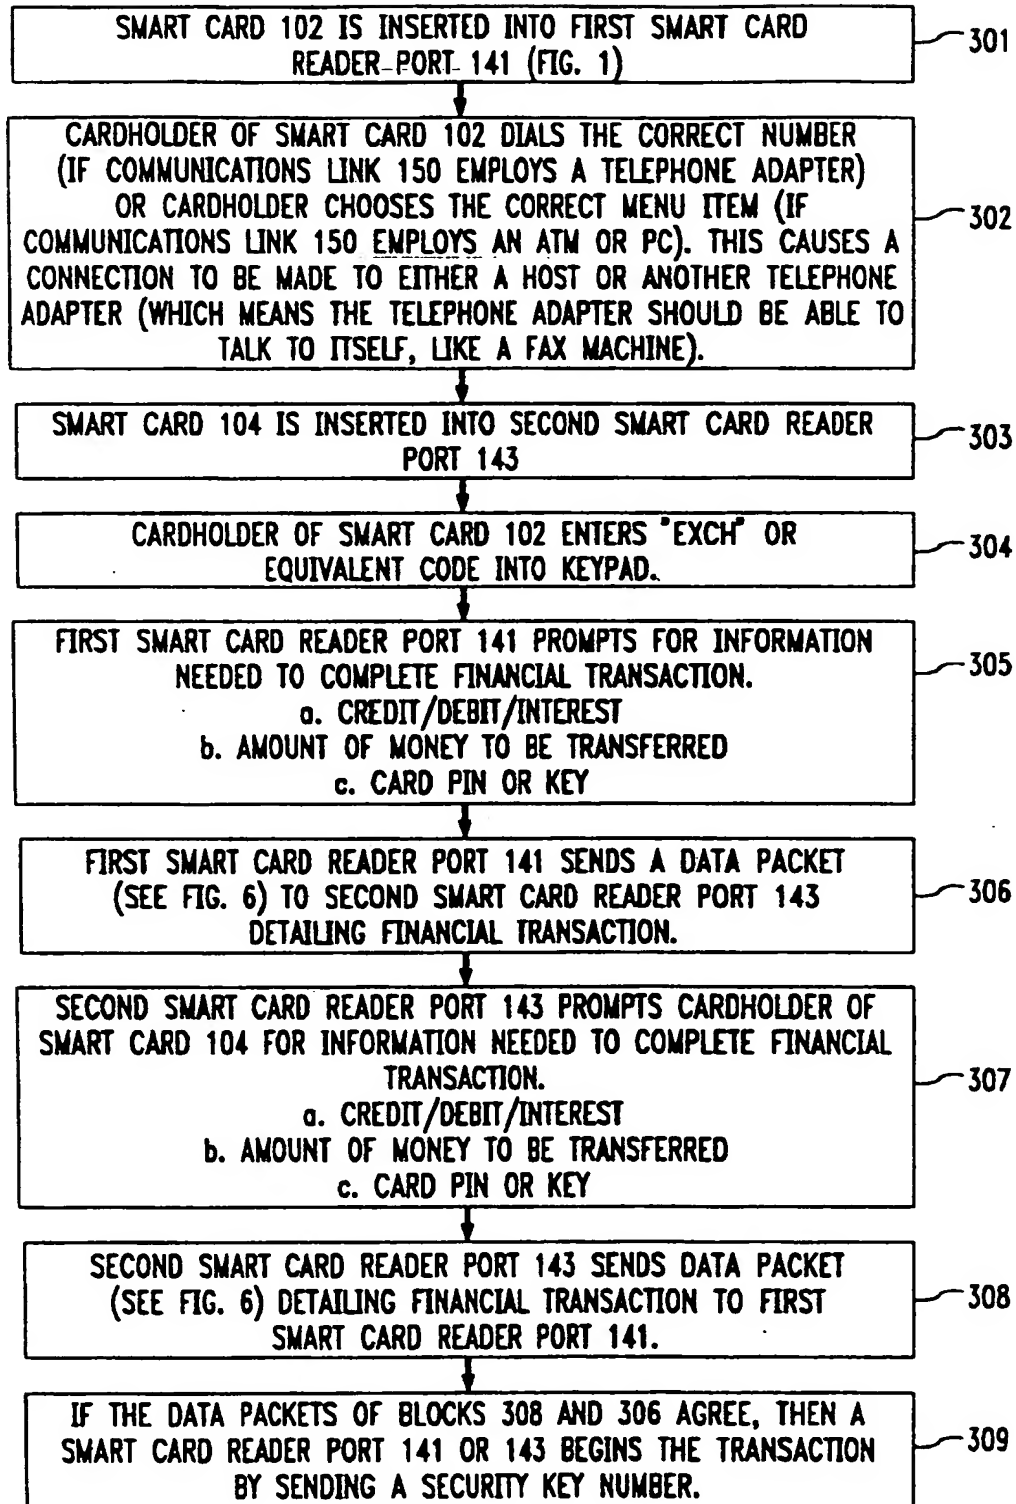 SMART CARD 102 IS INSERTED INTO FIRST SMART CARD
READER PORT 141 (FIG. 1)
301
CARDHOLDER OF SMART CARD 102 DIALS THE CORRECT NUMBER
(IF COMMUNICATIONS LINK 150 EMPLOYS A TELEPHONE ADAPTER)
OR CARDHOLDER CHOOSES THE CORRECT MENU ITEM (IF
COMMUNICATIONS LINK 150 EMPLOYS AN ATM OR PC). THIS CAUSES A
CONNECTION TO BE MADE TO EITHER A HOST OR ANOTHER TELEPHONE
ADAPTER (WHICH MEANS THE TELEPHONE ADAPTER SHOULD BE ABLE TO
TALK TO ITSELF, LIKE A FAX MACHINE).
302
SMART CARD 104 IS INSERTED INTO SECOND SMART CARD READER
PORT 143
303
CARDHOLDER OF SMART CARD 102 ENTERS "EXCH" OR
EQUIVALENT CODE INTO KEYPAD.
304
FIRST SMART CARD READER PORT 141 PROMPTS FOR INFORMATION
NEEDED TO COMPLETE FINANCIAL TRANSACTION.
a. CREDIT/DEBIT/INTEREST
b. AMOUNT OF MONEY TO BE TRANSFERRED
c. CARD PIN OR KEY
305
FIRST SMART CARD READER PORT 141 SENDS A DATA PACKET
(SEE FIG. 6) TO SECOND SMART CARD READER PORT 143
DETAILING FINANCIAL TRANSACTION.
306
SECOND SMART CARD READER PORT 143 PROMPTS CARDHOLDER OF
SMART CARD 104 FOR INFORMATION NEEDED TO COMPLETE FINANCIAL
TRANSACTION.
a. CREDIT/DEBIT/INTEREST
b. AMOUNT OF MONEY TO BE TRANSFERRED
c. CARD PIN OR KEY
307
SECOND SMART CARD READER PORT 143 SENDS DATA PACKET
(SEE FIG. 6) DETAILING FINANCIAL TRANSACTION TO FIRST
SMART CARD READER PORT 141.
308
IF THE DATA PACKETS OF BLOCKS 308 AND 306 AGREE, THEN A
SMART CARD READER PORT 141 OR 143 BEGINS THE TRANSACTION
BY SENDING A SECURITY KEY NUMBER.
309